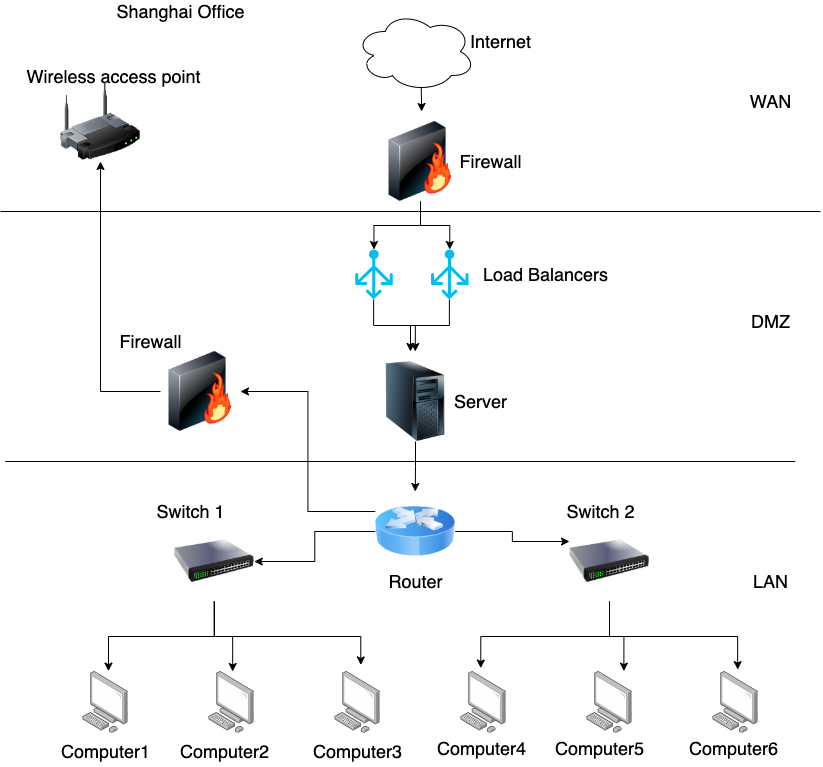 Shanghai Office
Internet
Wireless access point
WAN
Firewall
Load Balancers
DMZ
Firewall
Server
Switch 1
Switch 2
Router
LAN
Computer1
Computer2
Computer3
Computer4
Computer5
Computer6